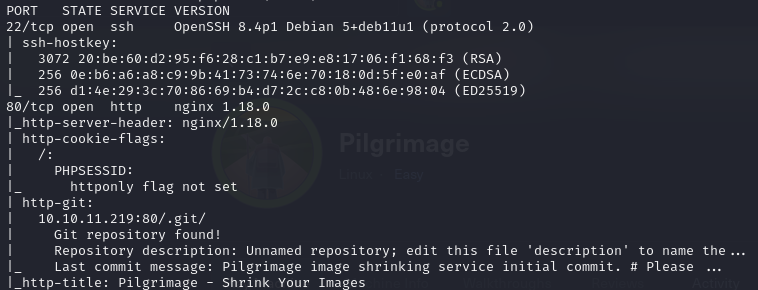 PORT   STATE SERVICE VERSION
22/tcp open  ssh     OpenSSH 8.4p1 Debian 5+deb11u1 (protocol 2.0)
| ssh-hostkey:
|   3072 20:be:60:d2:95:f6:28:c1:b7:e9:e8:17:06:f1:68:f3 (RSA)
|   256 0e:b6:a6:a8:c9:9b:41:73:74:6e:70:18:0d:5f:e0:af (ECDSA)
|_  256 d1:4e:29:3c:70:86:69:b4:d7:2c:c8:0b:48:6e:98:04 (ED25519)
80/tcp open  http    nginx 1.18.0
|_http-server-header: nginx/1.18.0
| http-cookie-flags:
|   /:
|     PHPSESSID:
Pilgrimage
|_      httponly flag not set
Linux Easy
| http-git:
|   10.10.11.219:80/.git/
|     Git repository found!
|     Repository description: Unnamed repository; edit this file 'description' to name the...
|_    Last commit message: Pilgrimage image shrinking service initial commit. # Please ...
|_http-title: Pilgrimage - Shrink Your Images